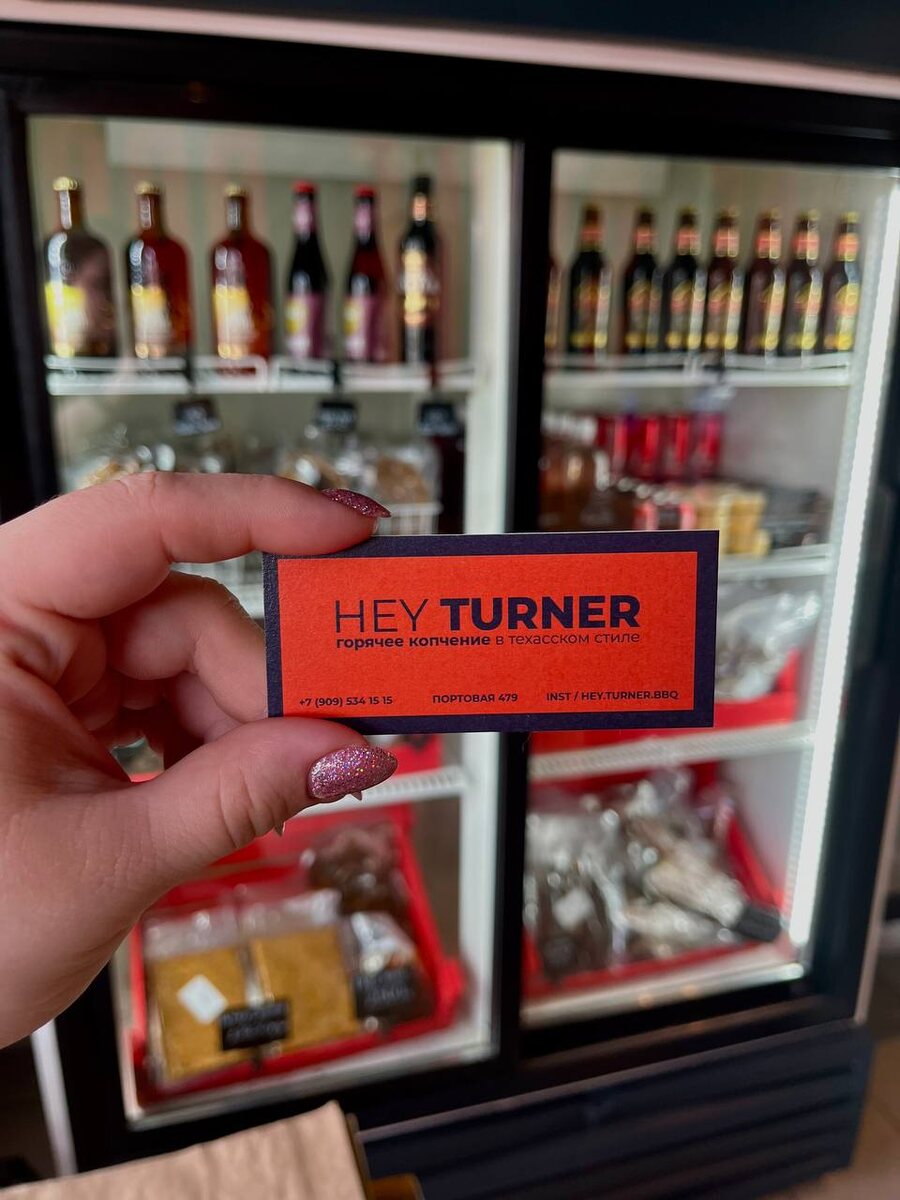 HEY TURNER
горячее копчение в техасском стиле
+7 (909) 534 15 15 ПОРТОВАЯ 479 INST / HEY.TURNER.BBQ